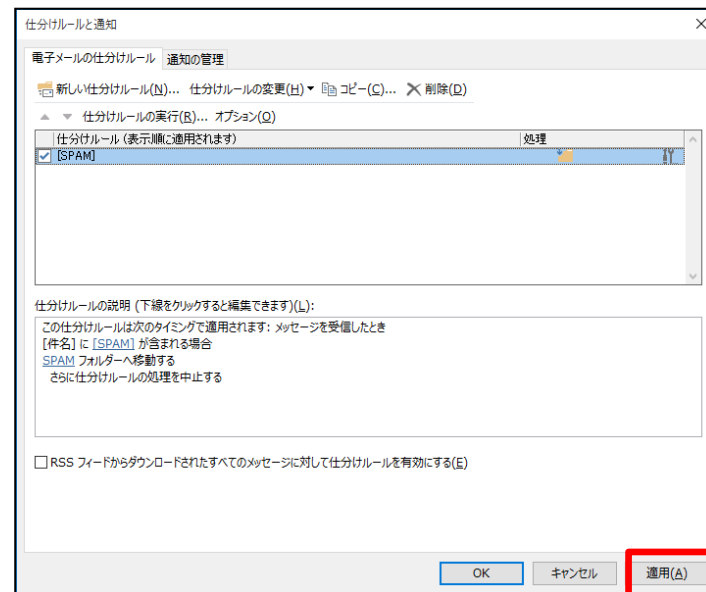 仕分けルールと通知
電子メールの仕分けルール 通知の管理
新しい仕分けルール(N)... 仕分けルールの変更(H) コピー(C)... 削除(D)
仕分けルールの実行(R)... オプション(O)
仕分けルール (表示順に適用されます) 処理
[SPAM]
仕分けルールの説明 (下線をクリックすると編集できます)(L):
この仕分けルールは次のタイミングで適用されます: メッセージを受信したとき
[件名] に [SPAM] が含まれる場合
SPAM フォルダーへ移動する
さらに仕分けルールの処理を中止する
RSS フィードからダウンロードされたすべてのメッセージに対して仕分けルールを有効にする(E)
OK キャンセル 適用(A)